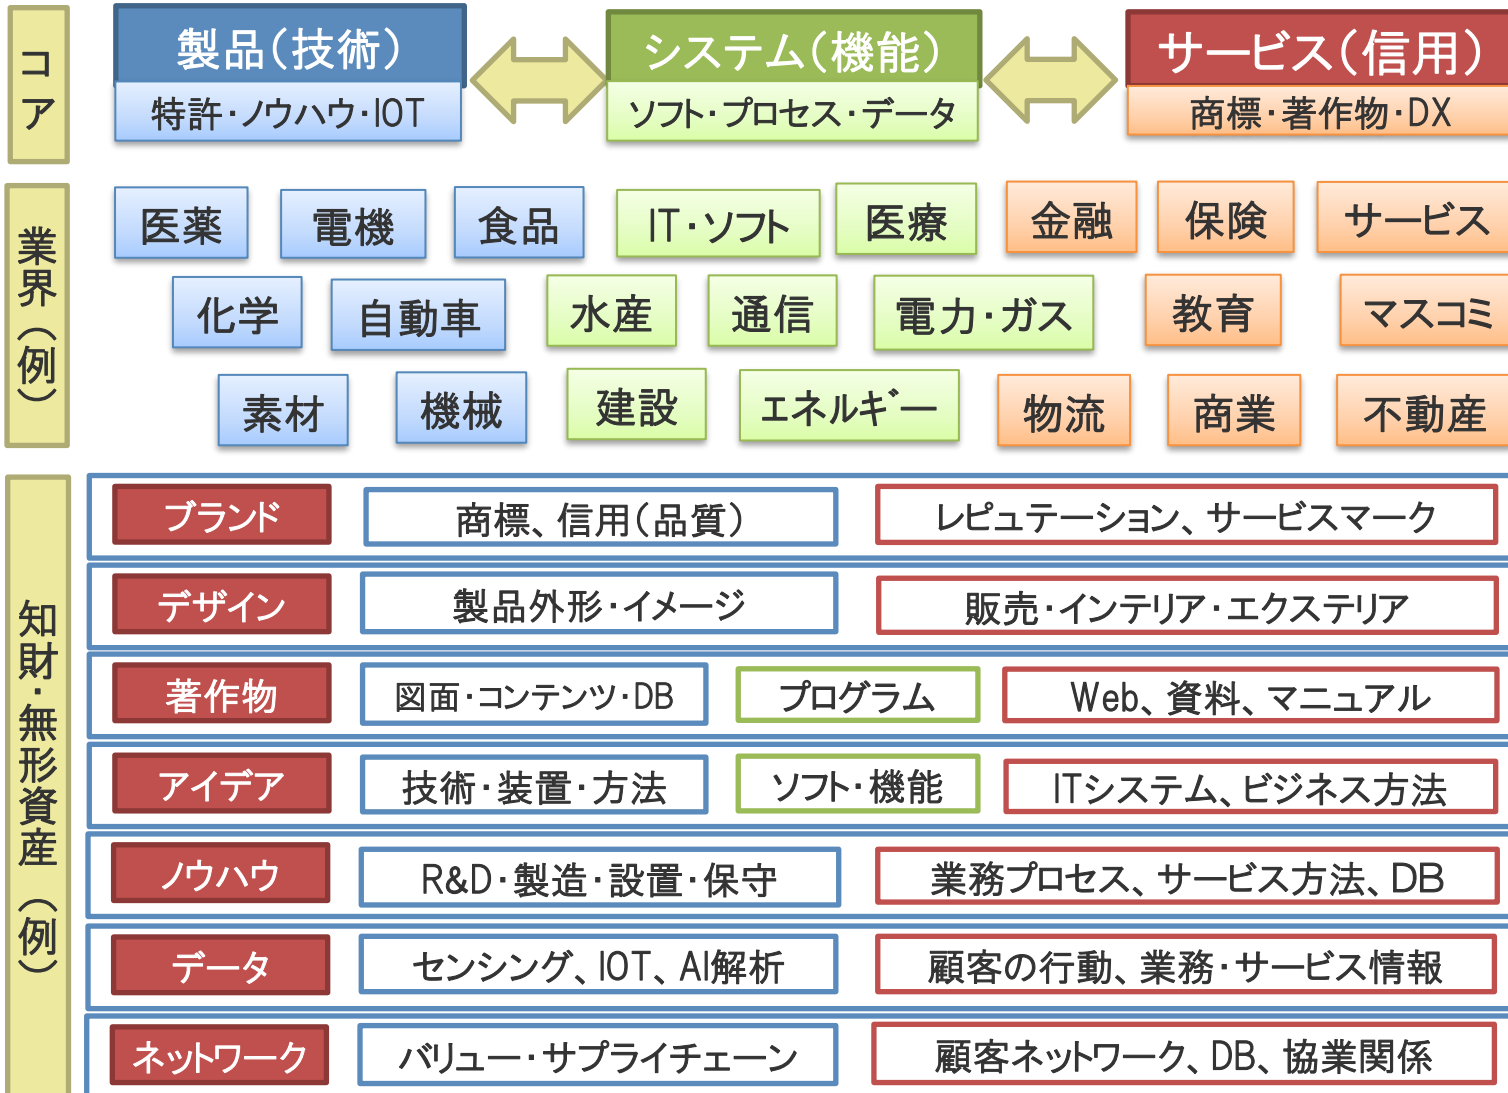 コア
製品(技術)
システム(機能)
サービス(信用)
特許・ノウハウ・IOT
ソフト・プロセス・データ
商標・著作物・DX
業界(例)
医薬
電機
食品
IT・ソフト
医療
金融
保険
サービス
化学
自動車
水産
通信
電力・ガス
教育
マスコミ
素材
機械
建設
エネルギー
物流
商業
不動産
知財・無形資産(例)
ブランド
商標、信用(品質)
レピュテーション、サービスマーク
デザイン
製品外形・イメージ
販売・インテリア・エクステリア
著作物
図面・コンテンツ・DB
プログラム
Web、資料、マニュアル
アイデア
技術・装置・方法
ソフト・機能
ITシステム、ビジネス方法
ノウハウ
R&D・製造・設置・保守
業務プロセス、サービス方法、DB
データ
センシング、IOT、AI解析
顧客の行動、業務・サービス情報
ネットワーク
バリュー・サプライチェーン
顧客ネットワーク、DB、協業関係